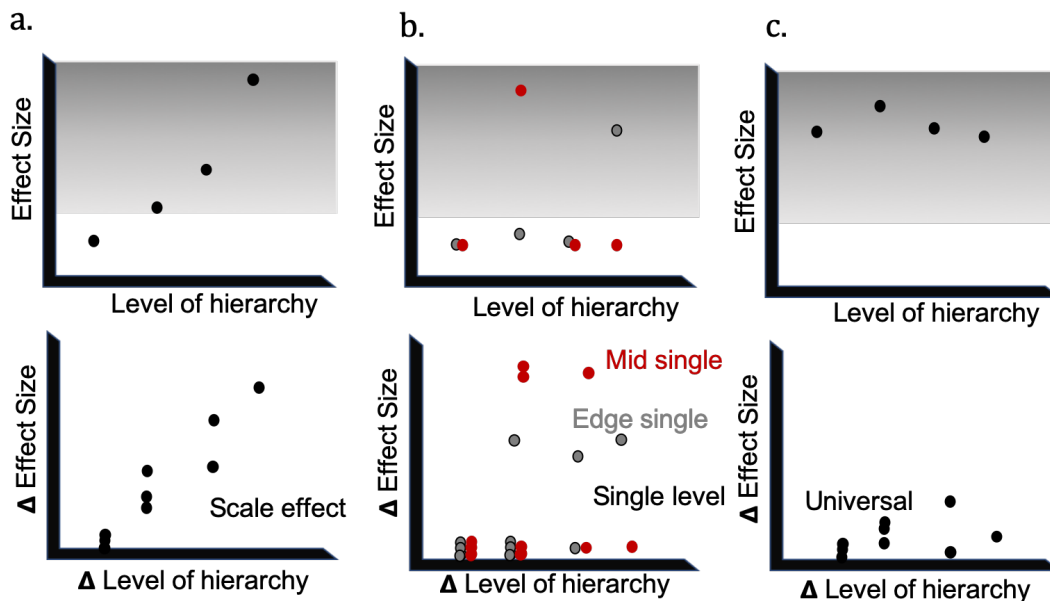 a.
b.
c.
Effect Size
Level of hierarchy
Effect Size
Level of hierarchy
Effect Size
Level of hierarchy
Δ Effect Size
Scale effect
Δ Level of hierarchy
Δ Effect Size
Mid single
Edge single
Single level
Δ Level of hierarchy
Δ Effect Size
Universal
Δ Level of hierarchy